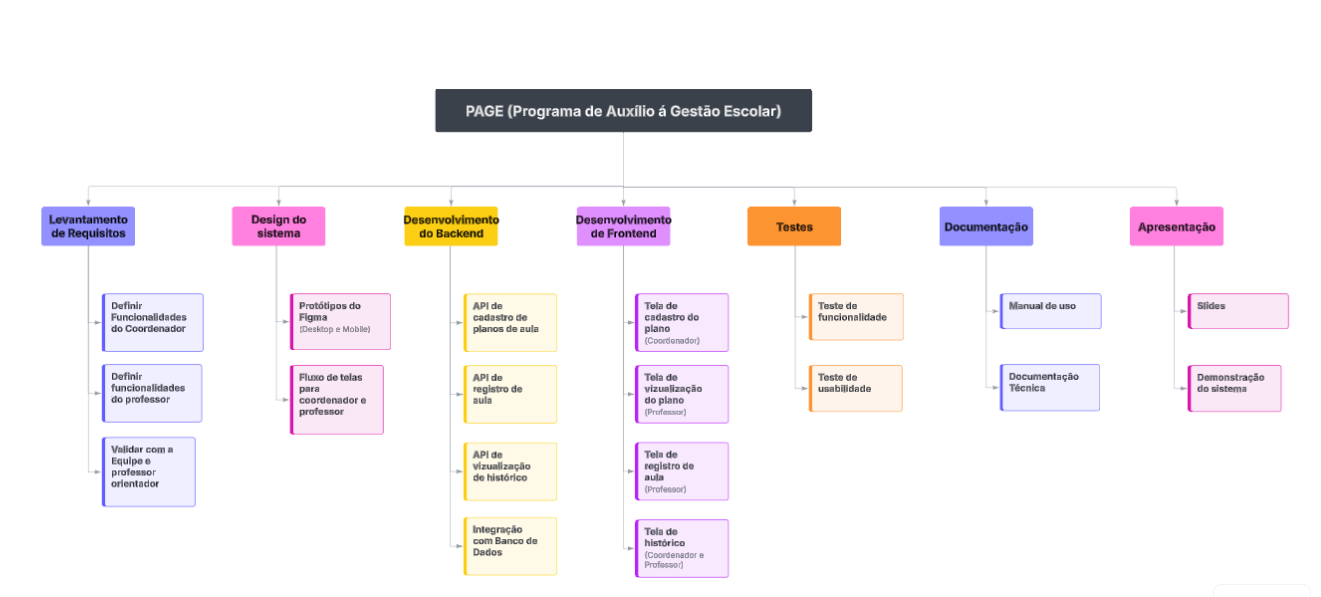 PAGE (Programa de Auxílio á Gestão Escolar)
Levantamento
de Requisitos
Definir
Funcionalidades
do Coordenador
Definir
funcionalidades
do professor
Validar com a
Equipe e
professor
orientador
Design do
sistema
Protótipos do
Figma
(Desktop e Mobile)
Fluxo de telas
para
coordenador e
professor
Desenvolvimento
do Backend
API de
cadastro de
planos de aula
API de
registro de
aula
API de
vizualização
de histórico
Integração
com Banco de
Dados
Desenvolvimento
de Frontend
Tela de
cadastro do
plano
(Coordenador)
Tela de
vizualização
do plano
(Professor)
Tela de
registro de
aula
(Professor)
Tela de
histórico
(Coordenador e
Professor)
Testes
Teste de
funcionalidade
Teste de
usabilidade
Documentação
Manual de uso
Documentação
Técnica
Apresentação
Slides
Demonstração
do sistema